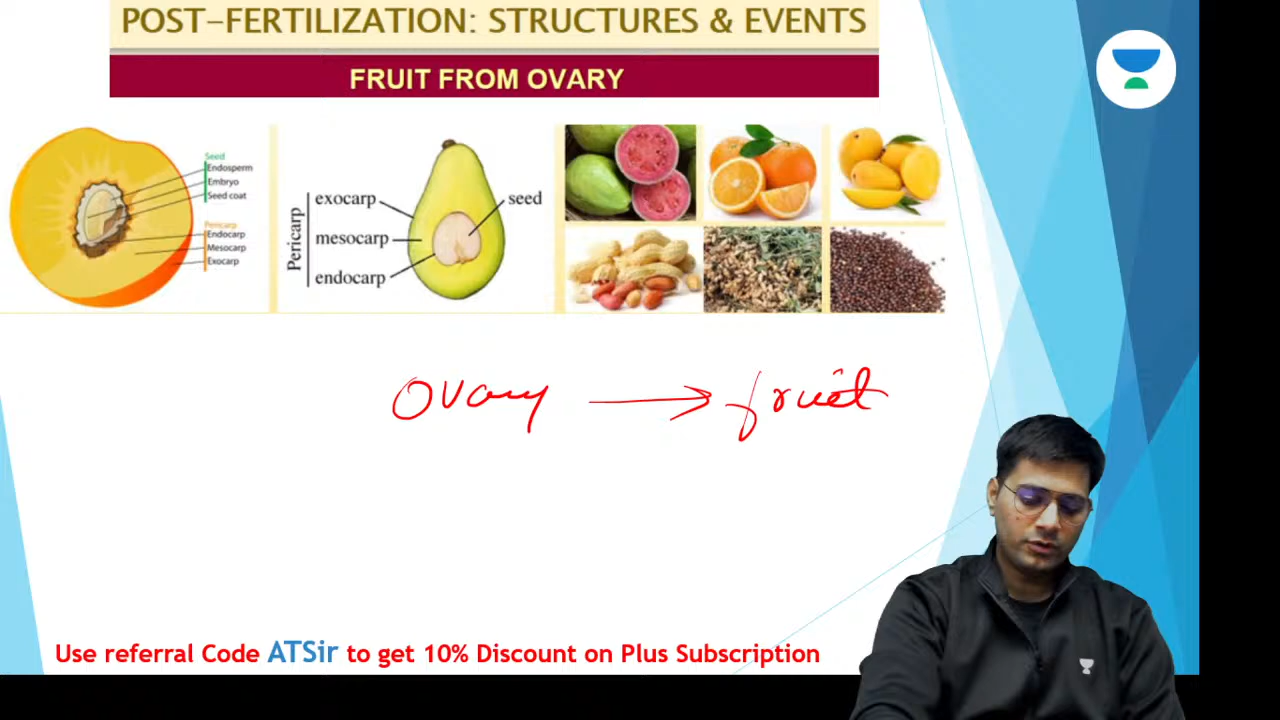 POST-FERTILIZATION: STRUCTURES & EVENTS
FRUIT FROM OVARY
Seed
Endosperm
Embryo
Seed coat
Pericarp
Endocarp
Mesocarp
Exocarp
Pericarp
exocarp
mesocarp
endocarp
seed
Ovary → fruit
Use referral Code ATSir to get 10% Discount on Plus Subscription